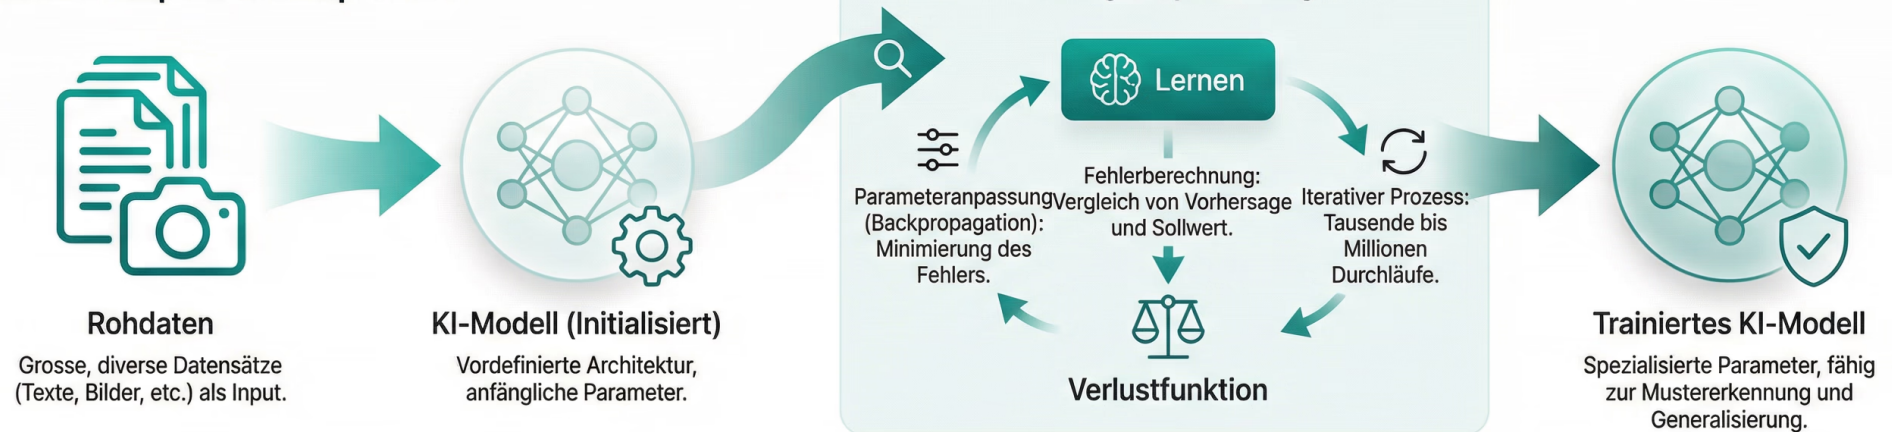 Rohdaten
Grosse, diverse Datensätze
(Texte, Bilder, etc.) als Input.
KI-Modell (Initialisiert)
Vordefinierte Architektur,
anfängliche Parameter.
Lernen
Parameteranpassung
(Backpropagation):
Minimierung des
Fehlers.
Fehlerberechnung:
Vergleich von Vorhersage
und Sollwert.
Iterativer Prozess:
Tausende bis
Millionen
Durchläufe.
Verlustfunktion
Trainiertes KI-Modell
Spezialisierte Parameter, fähig
zur Mustererkennung und
Generalisierung.